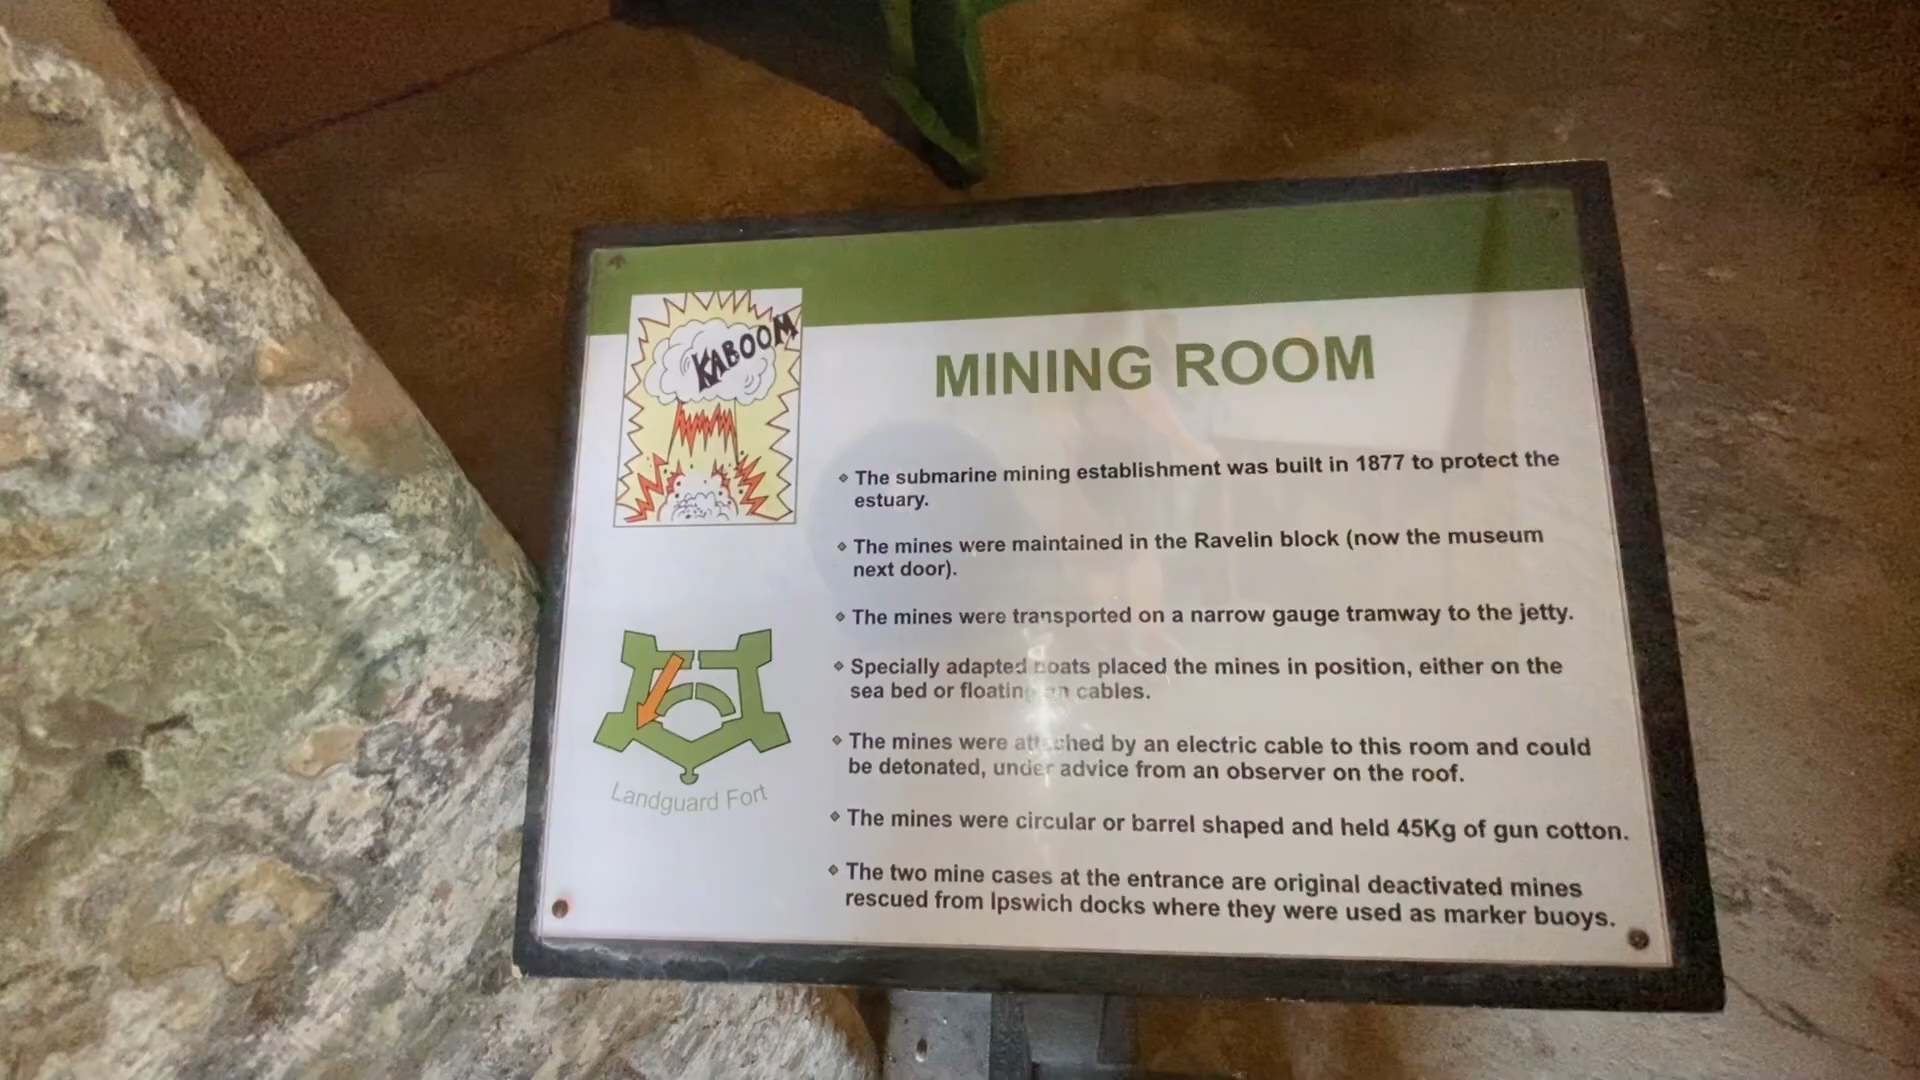 KABOOM
MINING ROOM
The submarine mining establishment was built in 1877 to protect the
estuary.
The mines were maintained in the Ravelin block (now the museum
next door).
The mines were transported on a narrow gauge tramway to the jetty.
Specially adapted boats placed the mines in position, either on the
sea bed or floating on cables.
The mines were attached by an electric cable to this room and could
be detonated, under advice from an observer on the roof.
The mines were circular or barrel shaped and held 45Kg of gun cotton.
The two mine cases at the entrance are original deactivated mines
rescued from Ipswich docks where they were used as marker buoys.
Landguard Fort